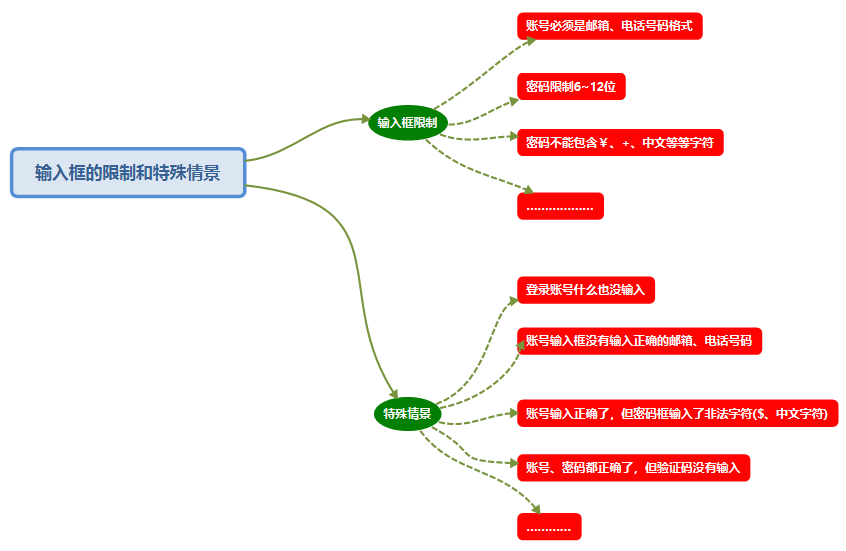 账号必须是邮箱、电话号码格式
密码限制6~12位
输入框限制
密码不能包含￥、+、中文等等字符
输入框的限制和特殊情景
………………
登录账号什么也没输入
账号输入框没有输入正确的邮箱、电话号码
特殊情景
账号输入正确了，但密码框输入了非法字符($、中文字符)
账号、密码都正确了，但验证码没有输入
…………